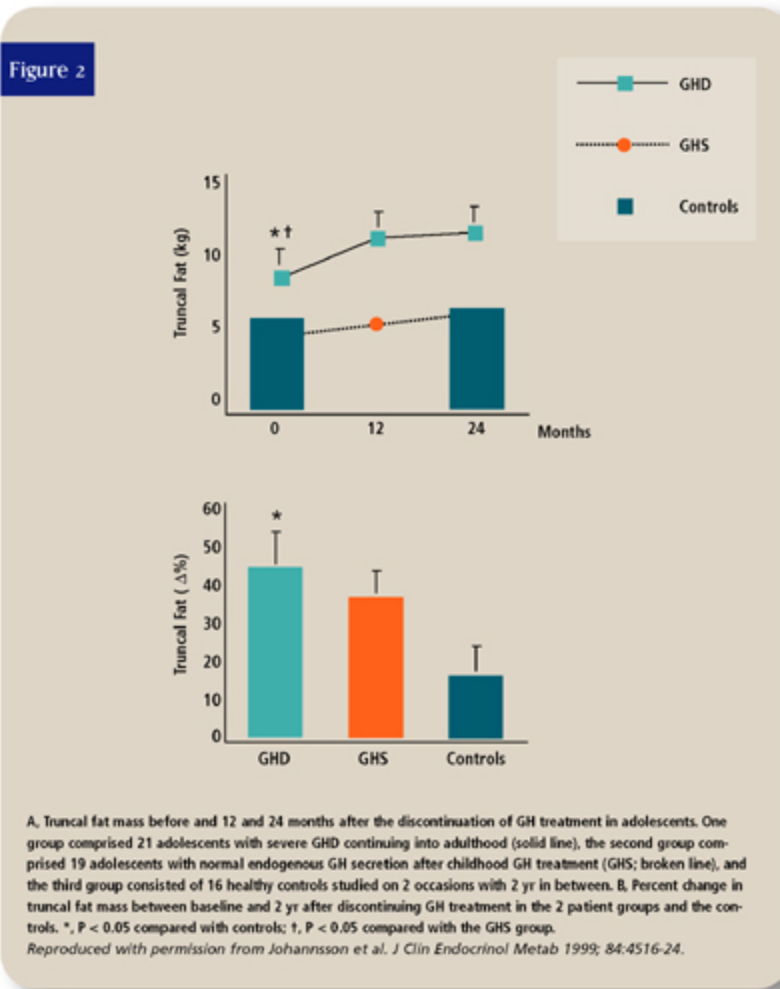 Figure 2
GHD
GHS
Controls
15
10
5
0
Truncal Fat (kg)
*†
0 12 24 Months
60
50
40
30
20
10
0
Truncal Fat ( Δ%)
*
GHD GHS Controls
A, Truncal fat mass before and 12 and 24 months after the discontinuation of GH treatment in adolescents. One
group comprised 21 adolescents with severe GHD continuing into adulthood (solid line), the second group com-
prised 19 adolescents with normal endogenous GH secretion after childhood GH treatment (GHS; broken line), and
the third group consisted of 16 healthy controls studied on 2 occasions with 2 yr in between. B, Percent change in
truncal fat mass between baseline and 2 yr after discontinuing GH treatment in the 2 patient groups and the con-
trols. *, P < 0.05 compared with controls; †, P < 0.05 compared with the GHS group.
Reproduced with permission from Johannsson et al. J Clin Endocrinol Metab 1999; 84:4516-24.